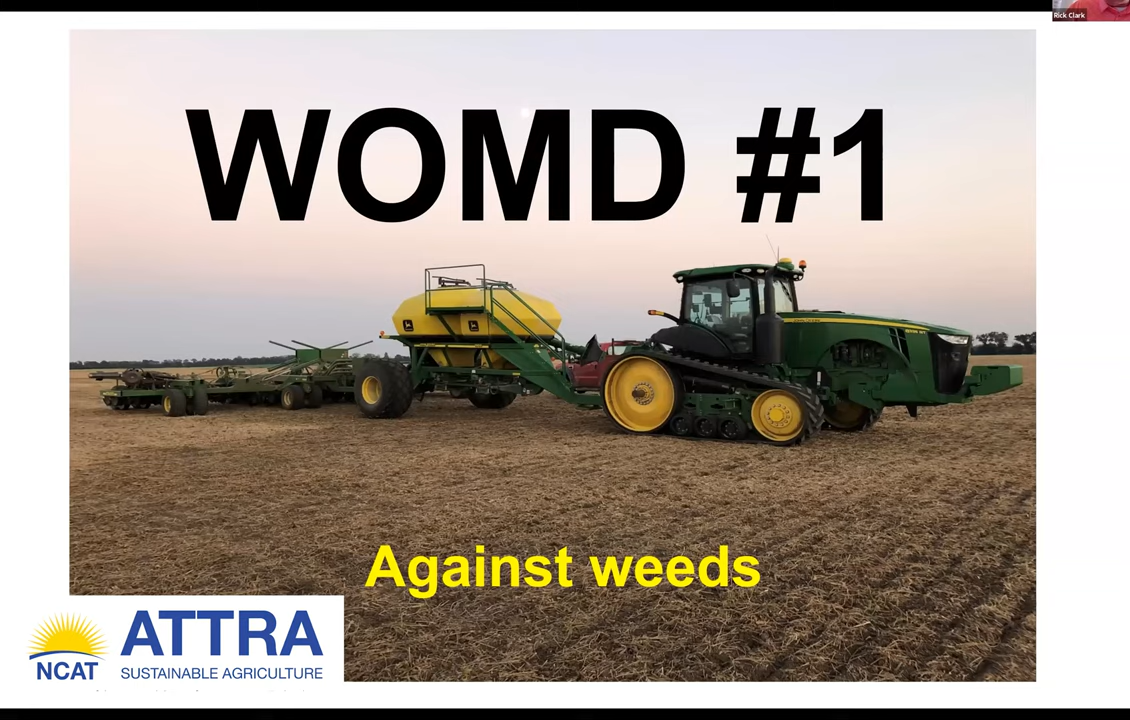 Rick Clark
WOMD #1
Against weeds
NCAT
ATTRA
SUSTAINABLE AGRICULTURE